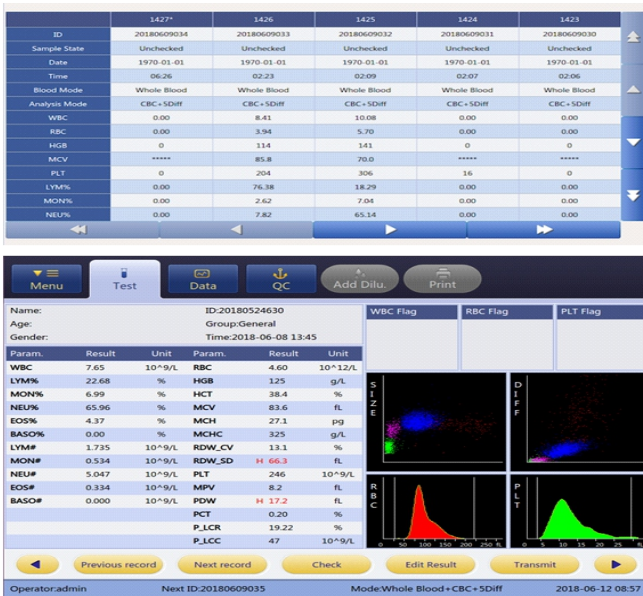 1427* 1426 1425 1424 1423
ID 20180609034 20180609033 20180609032 20180609031 20180609030
Sample State Unchecked Unchecked Unchecked Unchecked Unchecked
Date 1970-01-01 1970-01-01 1970-01-01 1970-01-01 1970-01-01
Time 06:26 02:23 02:09 02:07 02:06
Blood Mode Whole Blood Whole Blood Whole Blood Whole Blood Whole Blood
Analysis Mode CBC+5Diff CBC+5Diff CBC+5Diff CBC+5Diff CBC+5Diff
WBC 0.00 8.41 10.08 0.00 0.00
RBC 0.00 3.94 5.70 0.00 0.00
HGB 0 114 141 0 0
MCV ***** 85.8 70.0 ***** *****
PLT 0 204 306 16 0
LYM% 0.00 76.38 18.29 0.00 0.00
MON% 0.00 2.62 7.04 0.00 0.00
NEU% 0.00 7.82 65.14 0.00 0.00
Menu Test Data QC Add Dilu. Print
Name: ID:20180524630 WBC Flag RBC Flag PLT Flag
Age: Group:General
Gender: Time:2018-06-08 13:45
Param. Result Unit Param. Result Unit
WBC 7.65 10^9/L RBC 4.60 10^12/L
LYM% 22.68 % HGB 125 g/L
MON% 6.99 % HCT 38.4 %
NEU% 65.96 % MCV 83.6 fL
EOS% 4.37 % MCH 27.1 pg
BASO% 0.00 % MCHC 325 g/L
LYM# 1.735 10^9/L RDW_CV 13.1 %
MON# 0.534 10^9/L RDW_SD H 66.3 fL
NEU# 5.047 10^9/L PLT 246 10^9/L
EOS# 0.334 10^9/L MPV 8.2 fL
BASO# 0.000 10^9/L PDW H 17.2 fL
PCT 0.20 %
P_LCR 19.22 %
P_LCC 47 10^9/L
SIZE DIFF
RBC PLT
0 50 100 150 200 250 fL 0 5 10 15 20 25 fL
Previous record Next record Check Edit Result Transmit
Operator:admin Next ID:20180609035 Mode:Whole Blood+CBC+5Diff 2018-06-12 08:57